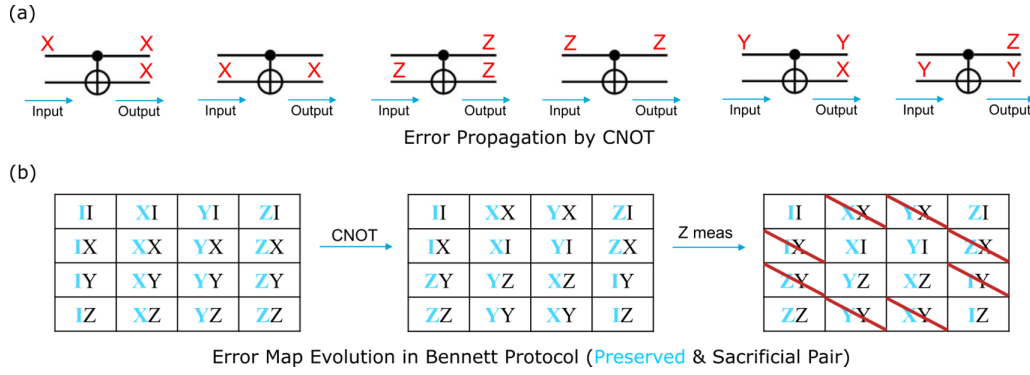 (a)
X X X
X X
Z Z Z
Z Z
Y Y X
Z Y Y
Input Output Input Output Input Output Input Output Input Output Input Output
Error Propagation by CNOT
(b)
II XI YI ZI
IX XX YX ZX
IY XY YY ZY
IZ XZ YZ ZZ
CNOT
II XX YX ZI
IX XI YI ZX
ZY YZ XZ IY
ZZ YY XY IZ
Z meas
II XX YX ZI
IX XI YI ZX
ZY YZ XZ IY
ZZ YY XY IZ
Error Map Evolution in Bennett Protocol (Preserved & Sacrificial Pair)